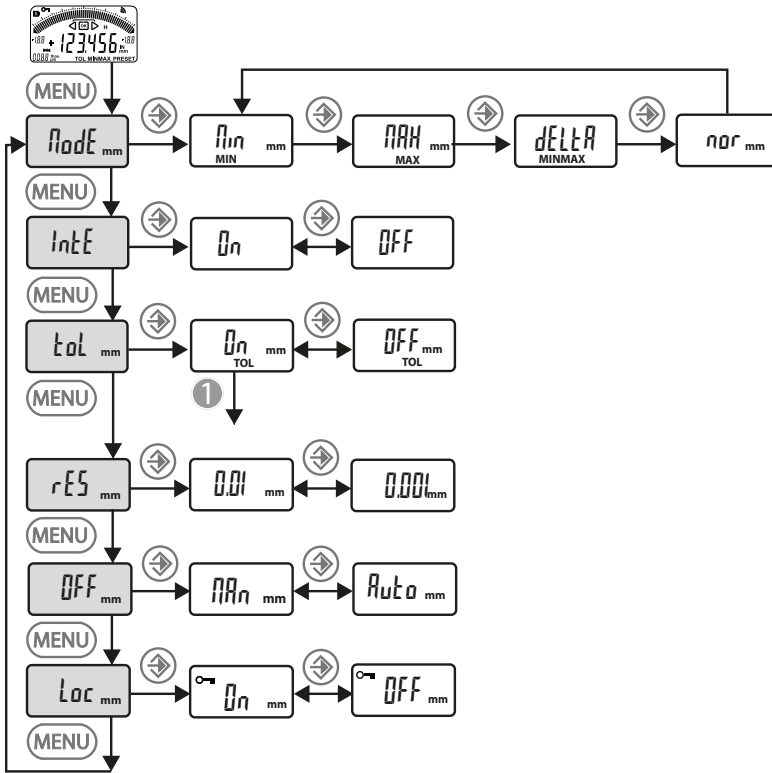 123.456 IN mm
TOL MINMAX PRESET
MENU
ModE mm
Min mm
MIN
MAX mm
MAX
dELtA
MINMAX
nor mm
MENU
IntE
On
OFF
MENU
toL mm
On mm
TOL
OFF mm
TOL
MENU
1
rES mm
0.01 mm
0.001 mm
MENU
OFF mm
MAn mm
Auto mm
MENU
Loc mm
On mm
OFF mm
MENU